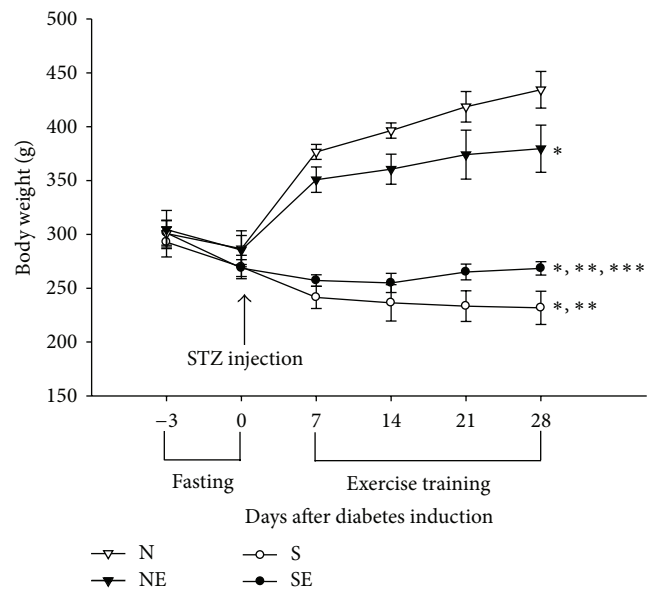 500
450
400
350
300
250
200
150
Body weight (g)
*
*, **, ***
*, **
STZ injection
−3 0 7 14 21 28
Fasting Exercise training
Days after diabetes induction
N S
NE SE